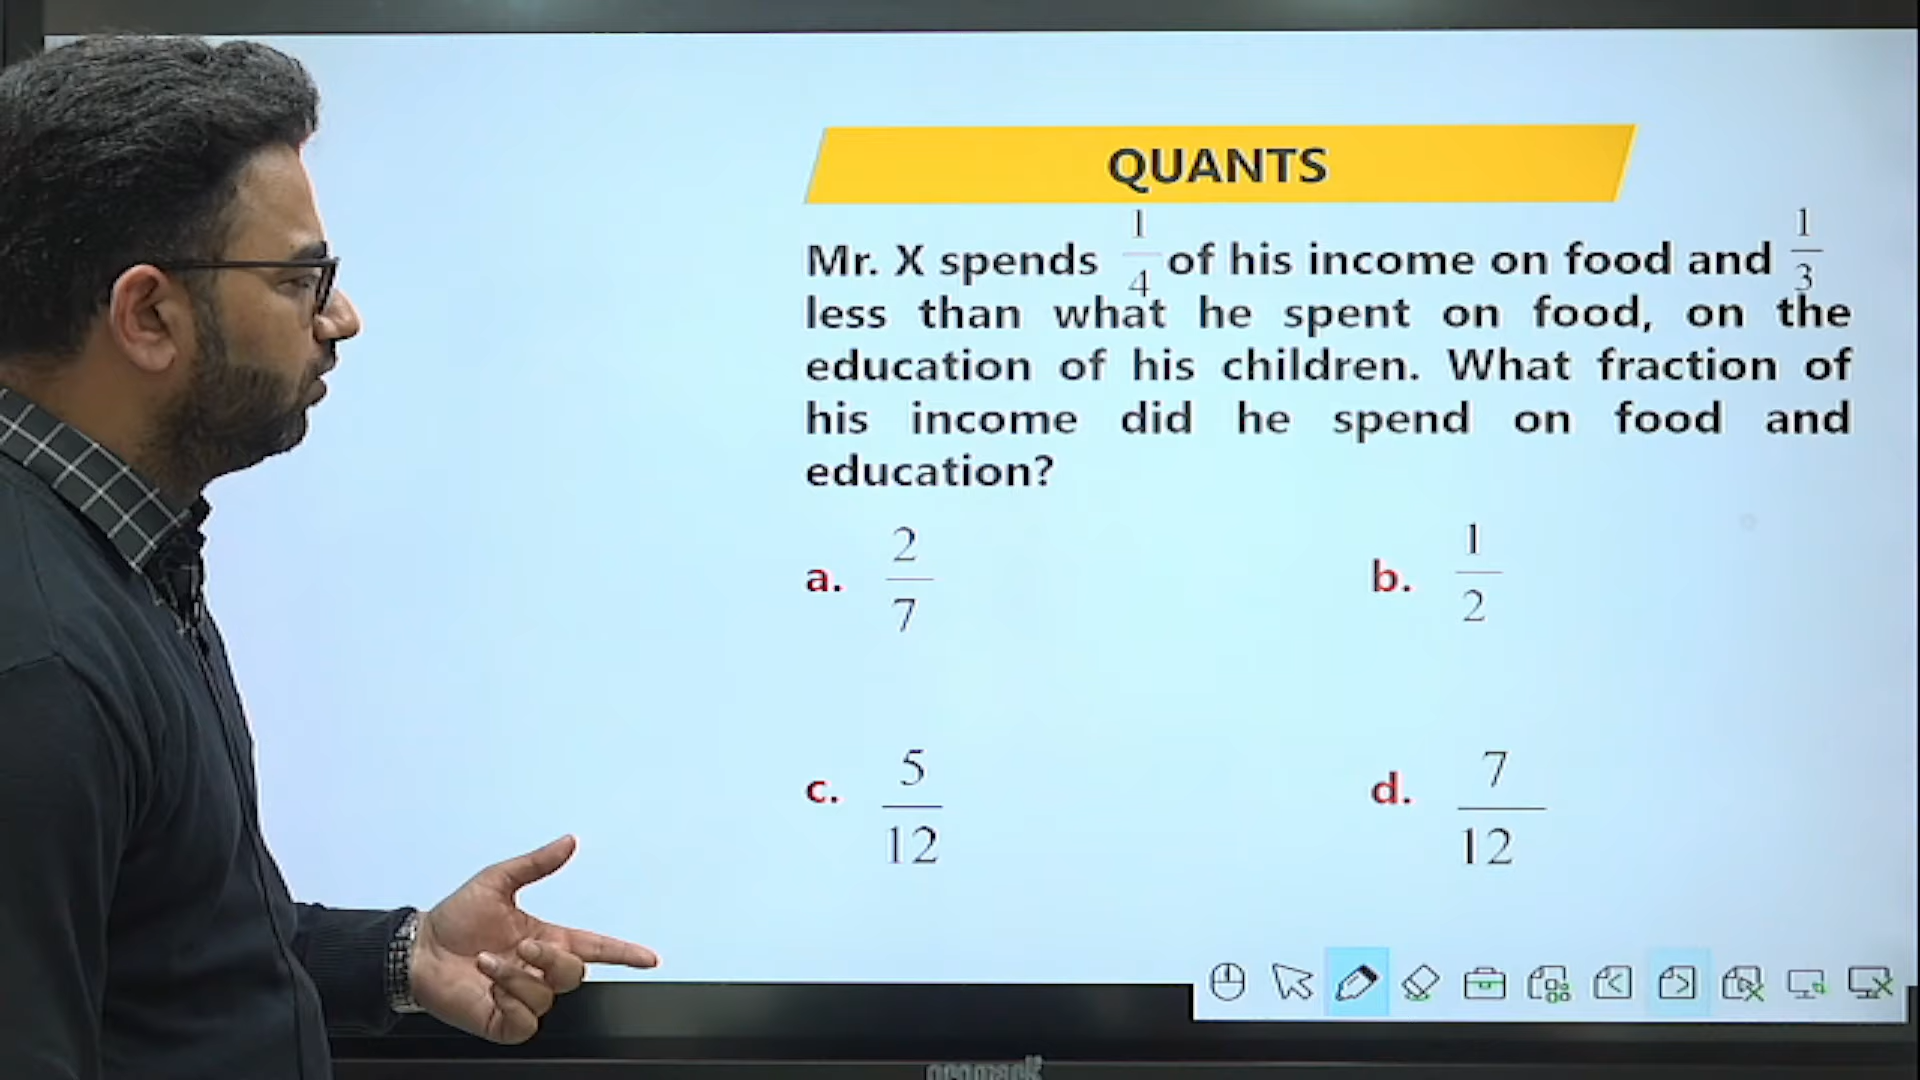 QUANTS
Mr. X spends 1/4 of his income on food and 1/3
less than what he spent on food, on the
education of his children. What fraction of
his income did he spend on food and
education?
a. 2/7 b. 1/2
c. 5/12 d. 7/12